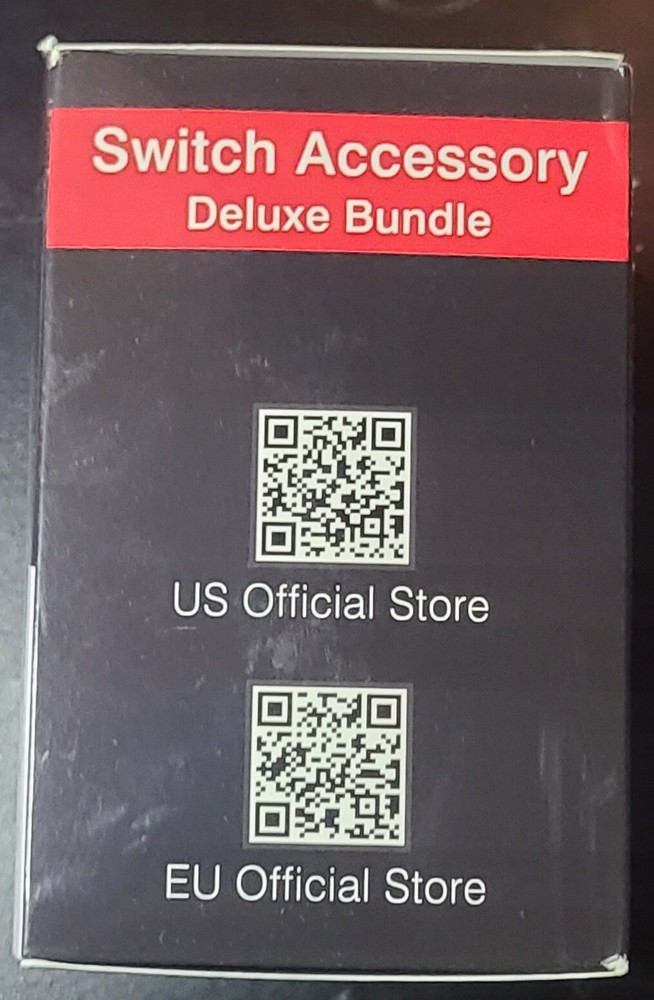 Switch Accessory
Deluxe Bundle
US Official Store
EU Official Store